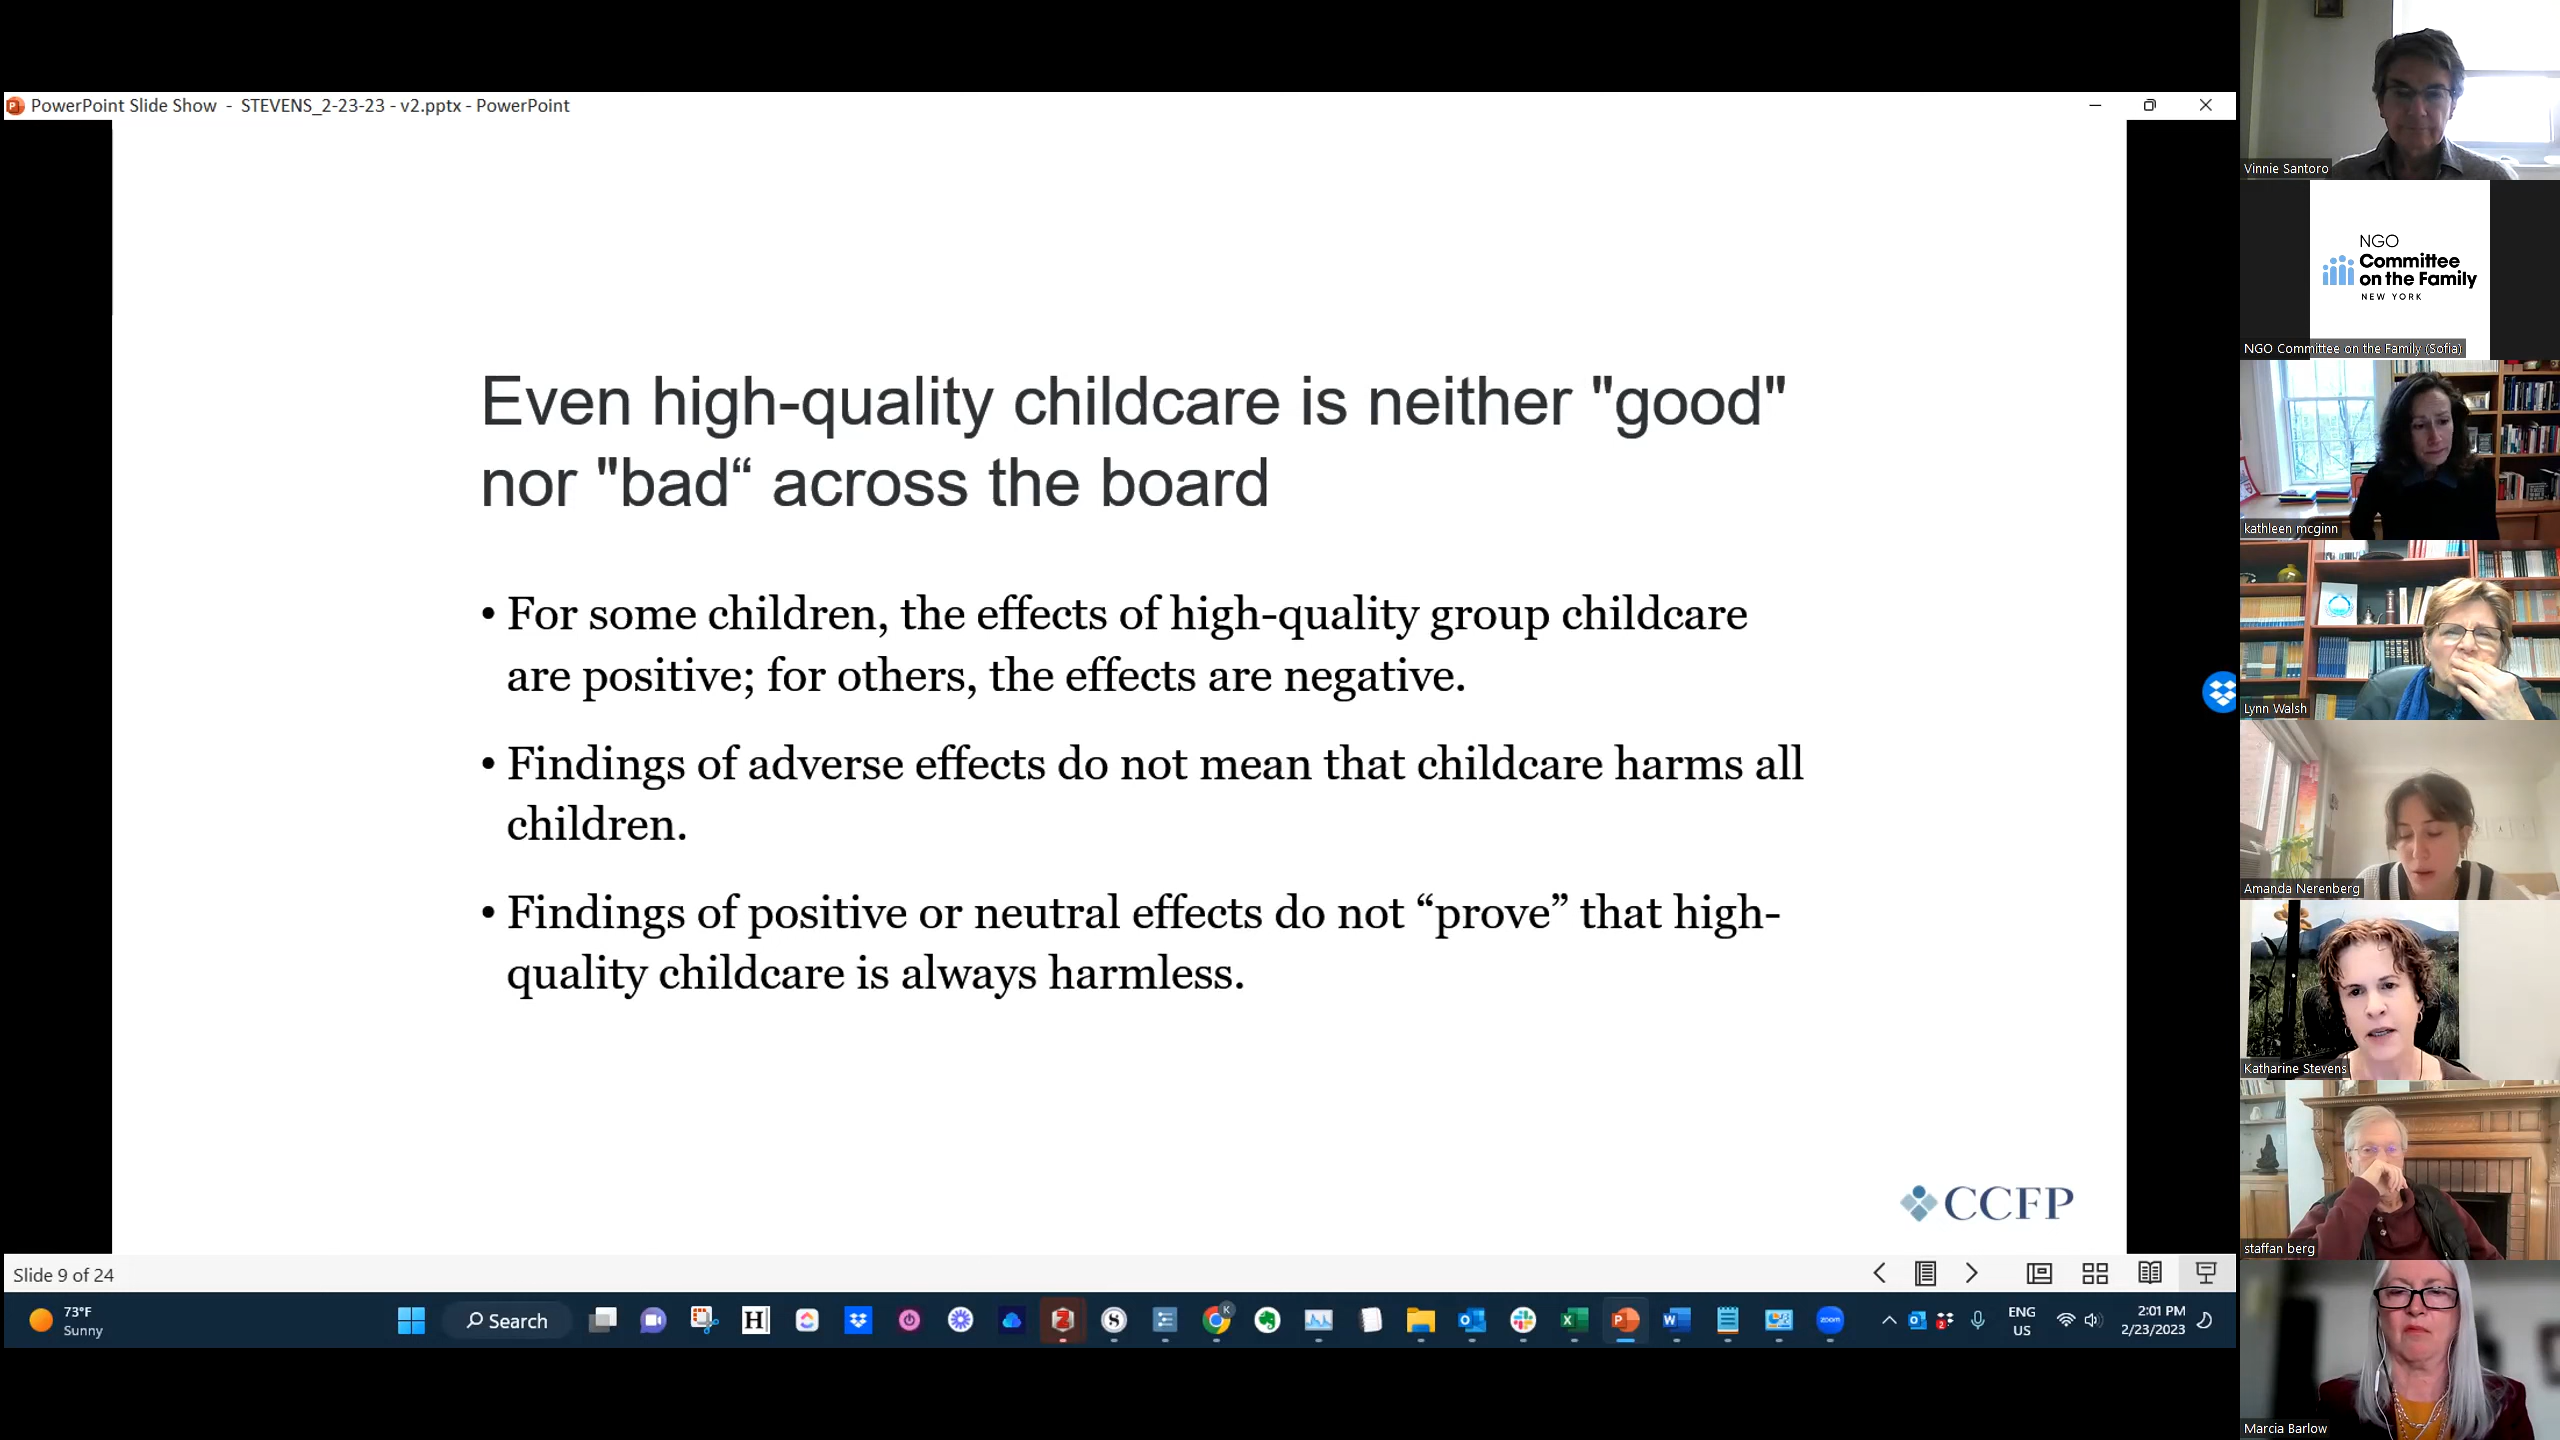 PowerPoint Slide Show - STEVENS_2-23-23 - v2.pptx - PowerPoint
Even high-quality childcare is neither "good"
nor "bad“ across the board
• For some children, the effects of high-quality group childcare
are positive; for others, the effects are negative.
• Findings of adverse effects do not mean that childcare harms all
children.
• Findings of positive or neutral effects do not “prove” that high-
quality childcare is always harmless.
CCFP
Slide 9 of 24
73°F
Sunny
Search
ENG
US
2:01 PM
2/23/2023
Vinnie Santoro
NGO
Committee
on the Family
NEW YORK
NGO Committee on the Family (Sofia)
kathleen mcginn
Lynn Walsh
Amanda Nerenberg
Katharine Stevens
staffan berg
Marcia Barlow